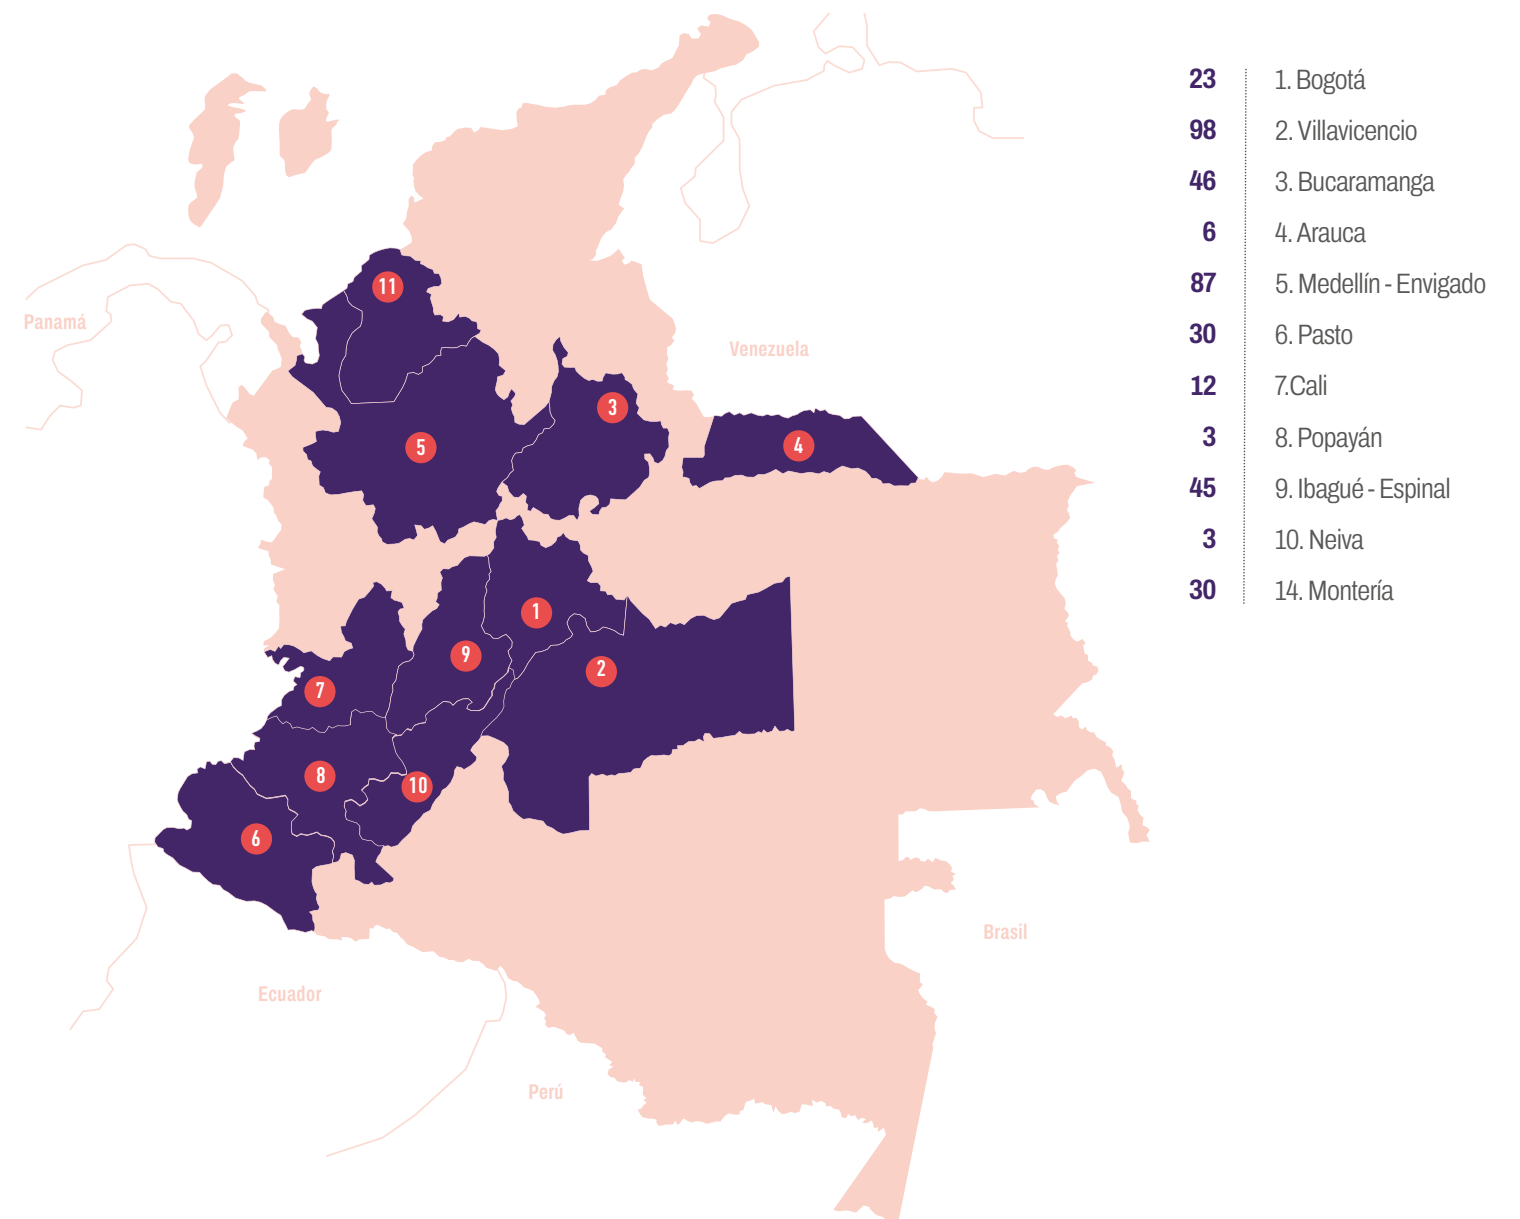 23 1. Bogotá
98 2. Villavicencio
46 3. Bucaramanga
6 4. Arauca
87 5. Medellín - Envigado
30 6. Pasto
12 7.Cali
3 8. Popayán
45 9. Ibagué - Espinal
3 10. Neiva
30 14. Montería
11
Panamá
Venezuela
3
5
4
1
9
2
7
8
10
6
Brasil
Ecuador
Perú